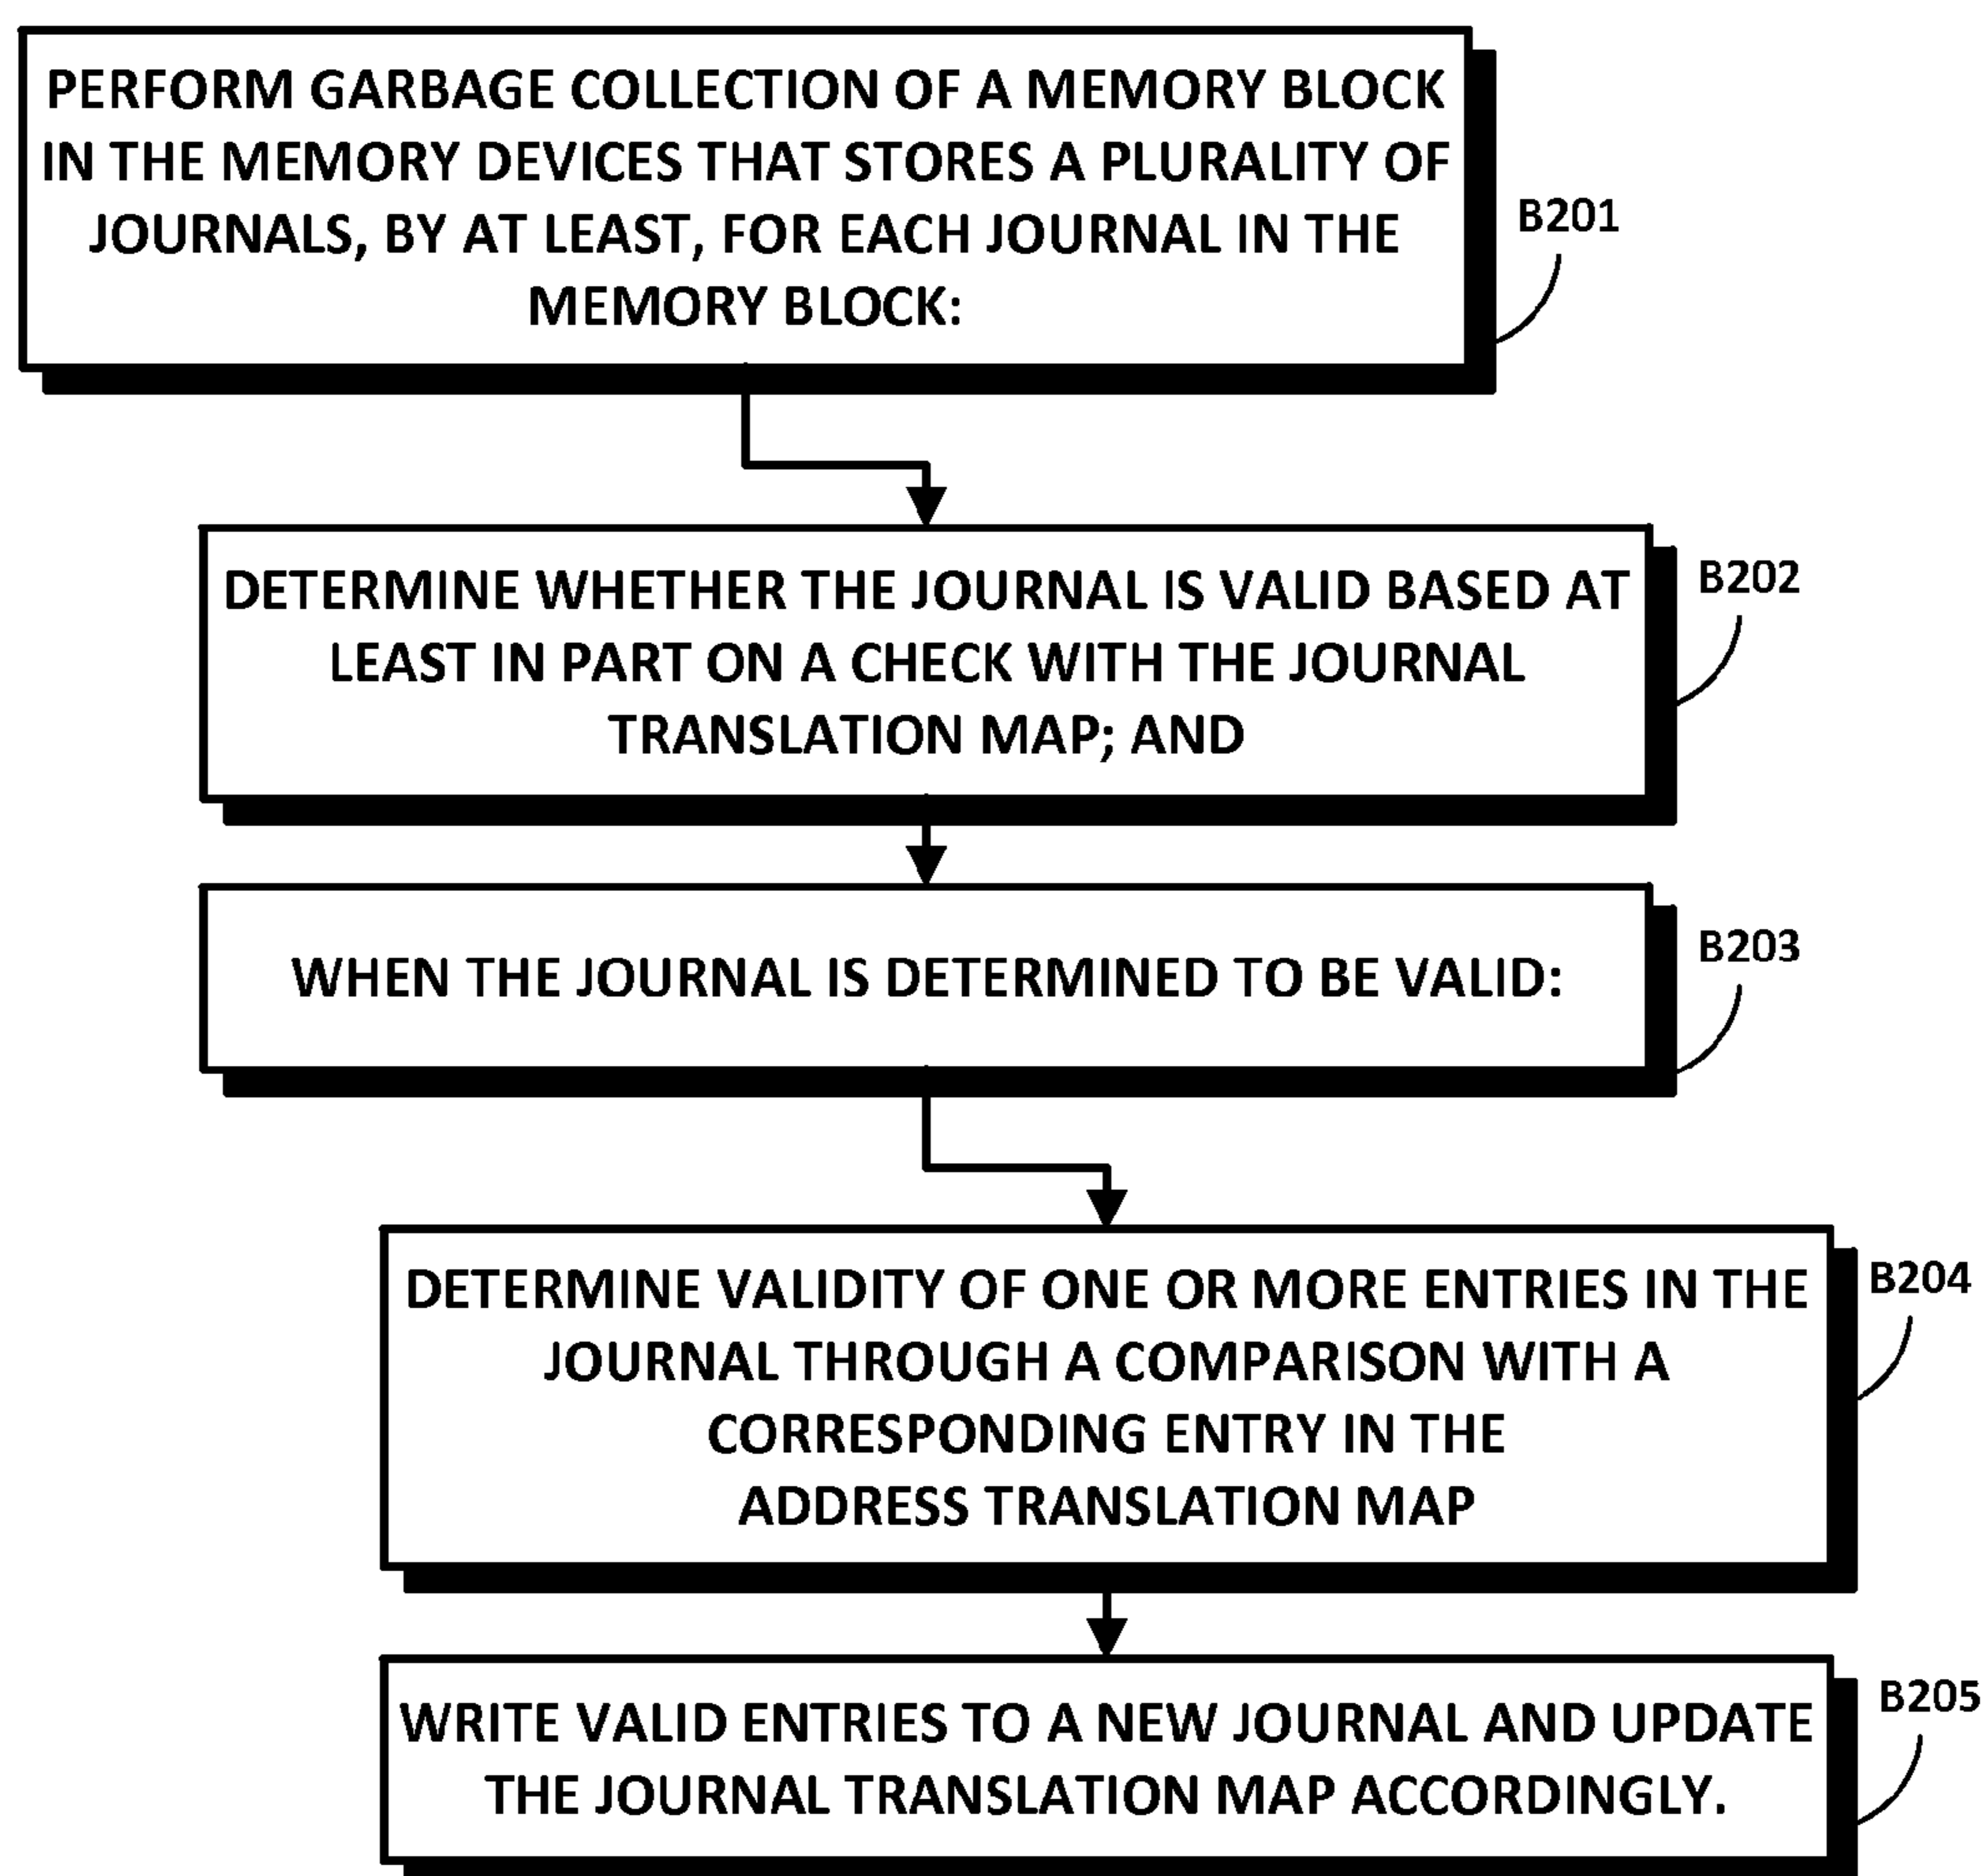 PERFORM GARBAGE COLLECTION OF A MEMORY BLOCK
IN THE MEMORY DEVICES THAT STORES A PLURALITY OF
JOURNALS, BY AT LEAST, FOR EACH JOURNAL IN THE
MEMORY BLOCK:
B201
DETERMINE WHETHER THE JOURNAL IS VALID BASED AT
LEAST IN PART ON A CHECK WITH THE JOURNAL
TRANSLATION MAP; AND
B202
WHEN THE JOURNAL IS DETERMINED TO BE VALID:
B203
DETERMINE VALIDITY OF ONE OR MORE ENTRIES IN THE
JOURNAL THROUGH A COMPARISON WITH A
CORRESPONDING ENTRY IN THE
ADDRESS TRANSLATION MAP
B204
WRITE VALID ENTRIES TO A NEW JOURNAL AND UPDATE
THE JOURNAL TRANSLATION MAP ACCORDINGLY.
B205